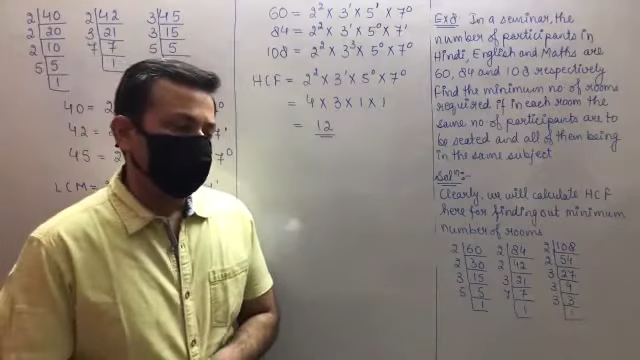 2 | 40
2 | 20
2 | 10
5 | 5
1
2 | 42
3 | 21
7 | 7
1
3 | 45
3 | 15
5 | 5
1
40 = 2
42 = 2
45 = 2
7⁰
LCM =
60 = 2² × 3¹ × 5¹ × 7⁰
84 = 2² × 3¹ × 5⁰ × 7¹
108 = 2² × 3³ × 5⁰ × 7⁰
HCF = 2² × 3¹ × 5⁰ × 7⁰
= 4 × 3 × 1 × 1
= 12
Ex 8: In a seminar, the
number of participants in
Hindi, English and Maths are
60, 84 and 108 respectively
Find the minimum no of rooms
required if in each room the
same no. of participants are to
be seated and all of them being
in the same subject
Solⁿ:-
Clearly, we will calculate HCF
here for finding out minimum
number of rooms
2 | 60
2 | 30
3 | 15
5 | 5
1
2 | 84
2 | 42
3 | 21
7 | 7
1
2 | 108
2 | 54
3 | 27
3 | 9
3 | 3
1